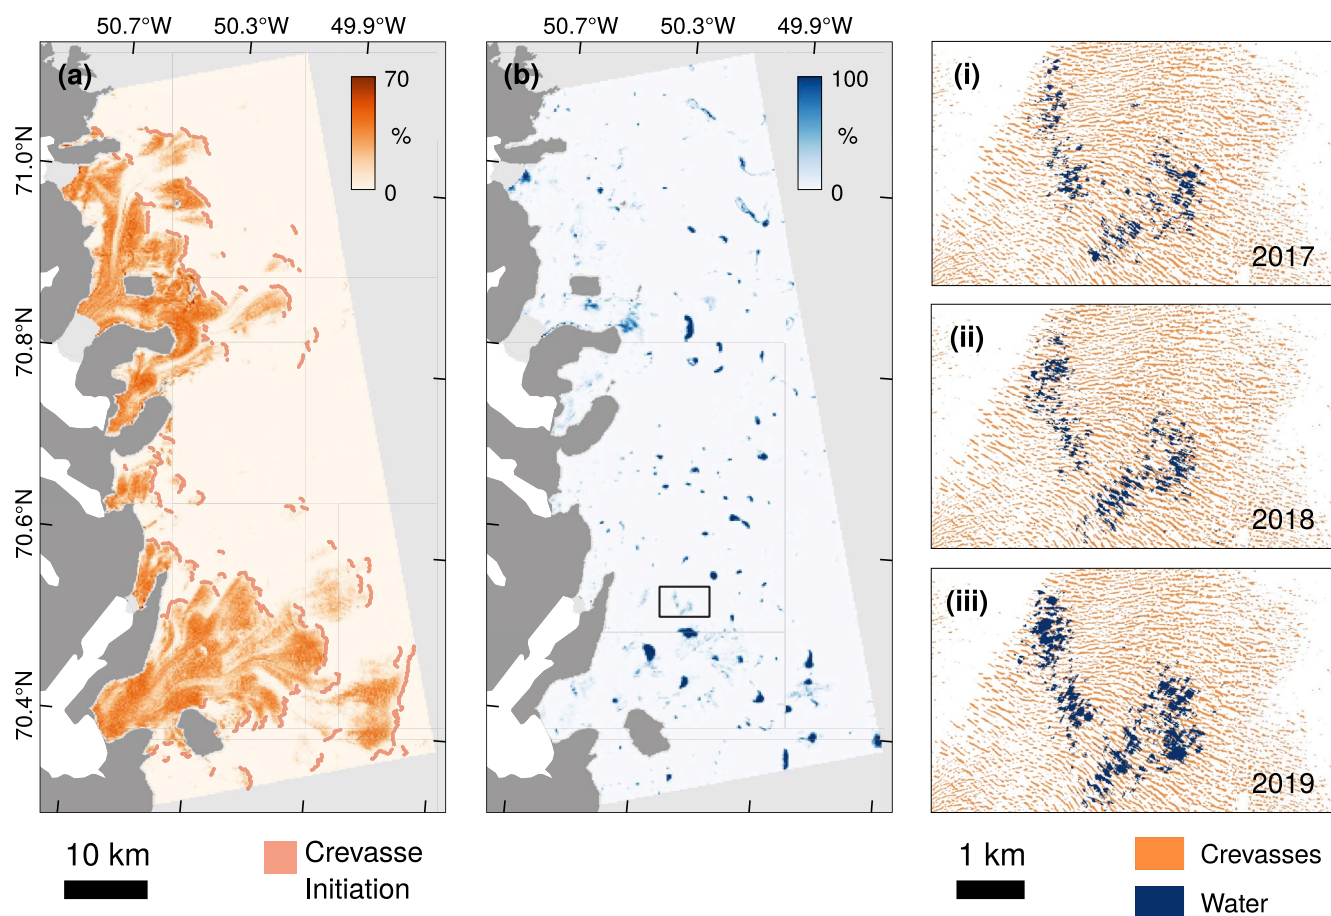 50.7°W 50.3°W 49.9°W
50.7°W 50.3°W 49.9°W
(a)
70
%
0
(b)
100
%
0
(i)
2017
(ii)
2018
(iii)
2019
71.0°N
70.8°N
70.6°N
70.4°N
10 km
Crevasse
Initiation
1 km
Crevasses
Water